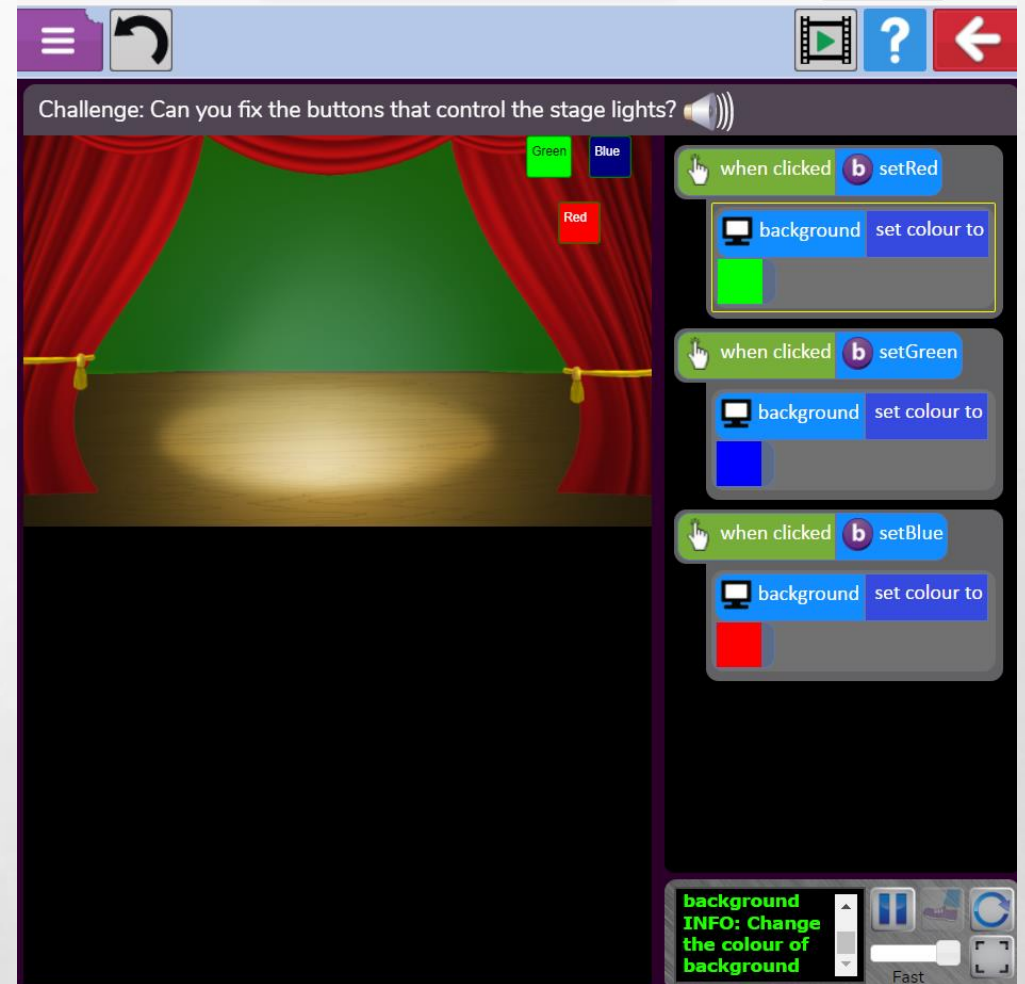 Challenge: Can you fix the buttons that control the stage lights?
Green
Blue
Red
when clicked b setRed
background set colour to
when clicked b setGreen
background set colour to
when clicked b setBlue
background set colour to
background
INFO: Change
the colour of
background
Fast